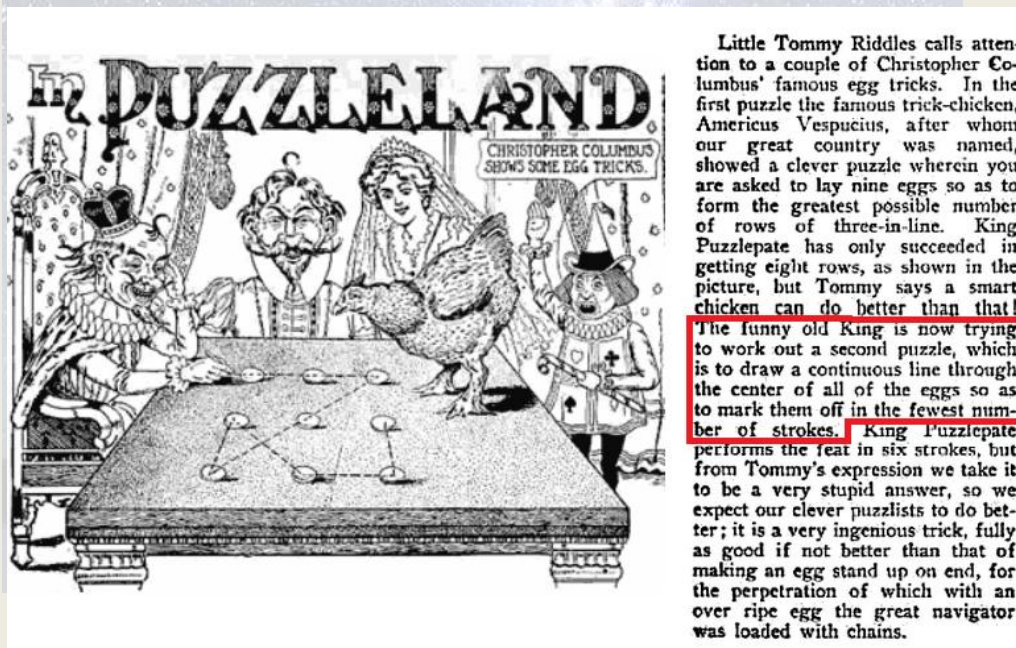 In PUZZLELAND
CHRISTOPHER COLUMBUS
SHOWS SOME EGG TRICKS.
Little Tommy Riddles calls atten-
tion to a couple of Christopher Co-
lumbus' famous egg tricks. In the
first puzzle the famous trick-chicken,
Americus Vespucius, after whom
our great country was named,
showed a clever puzzle wherein you
are asked to lay nine eggs so as to
form the greatest possible number
of rows of three-in-line. King
Puzzlepate has only succeeded in
getting eight rows, as shown in the
picture, but Tommy says a smart
chicken can do better than that!
The funny old King is now trying
to work out a second puzzle, which
is to draw a continuous line through
the center of all of the eggs so as
to mark them off in the fewest num-
ber of strokes. King Puzzlepate
performs the feat in six strokes, but
from Tommy's expression we take it
to be a very stupid answer, so we
expect our clever puzzlists to do bet-
ter; it is a very ingenious trick, fully
as good if not better than that of
making an egg stand up on end, for
the perpetration of which with an
over ripe egg the great navigator
was loaded with chains.